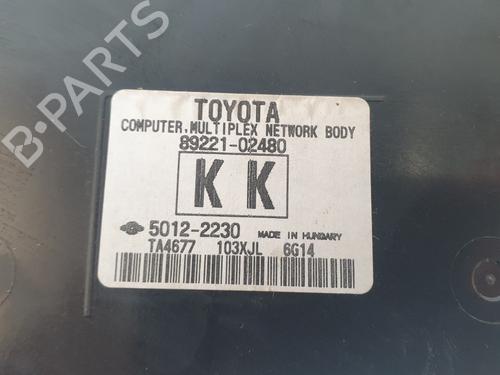 B-PARTS
TOYOTA
COMPUTER, MULTIPLEX NETWORK BODY
89221-02480
KK
5012-2230 MADE IN HUNGARY
TA4677 103XJL 6G14